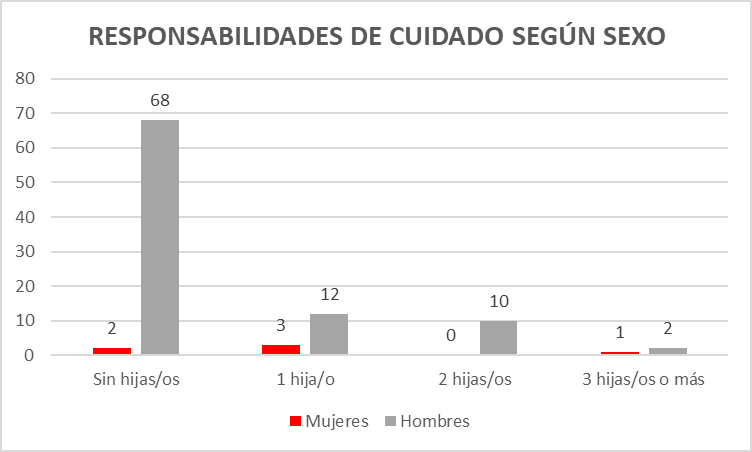 RESPONSABILIDADES DE CUIDADO SEGÚN SEXO
80
70
60
50
40
30
20
10
0
2
68
3
12
0
10
1
2
Sin hijas/os
1 hija/o
2 hijas/os
3 hijas/os o más
Mujeres
Hombres